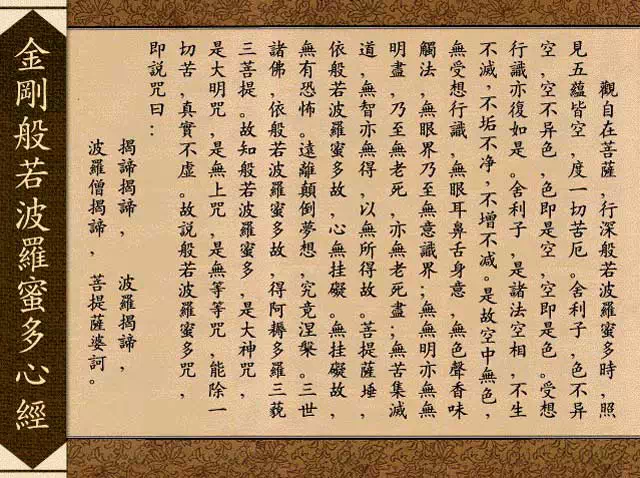 觀自在菩薩,行深般若波羅蜜多時,照
見五蘊皆空,度一切苦厄。舍利子,色不异
空,空不异色,色即是空,空即是色。受想
行識亦復如是。舍利子,是諸法空相,不生
不滅,不垢不净,不增不减。是故空中無色,
無受想行識,無眼耳鼻舌身意,無色聲香味
觸法,無眼界乃至無意識界;無無明亦無無
明盡,乃至無老死,亦無老死盡;無苦集滅
道,無智亦無得,以無所得故。菩提薩埵,
依般若波羅蜜多故,心無挂礙。無挂礙故,
無有恐怖。遠離顛倒夢想,究竟涅槃。三世
諸佛,依般若波羅蜜多故,得阿耨多羅三藐
三菩提。故知般若波羅蜜多,是大神咒,
是大明咒,是無上咒,是無等等咒,能除一
切苦,真實不虛。故説般若波羅蜜多咒,
即説咒曰:
揭諦揭諦, 波羅揭諦,
波羅僧揭諦, 菩提薩婆訶。
金剛般若波羅蜜多心經